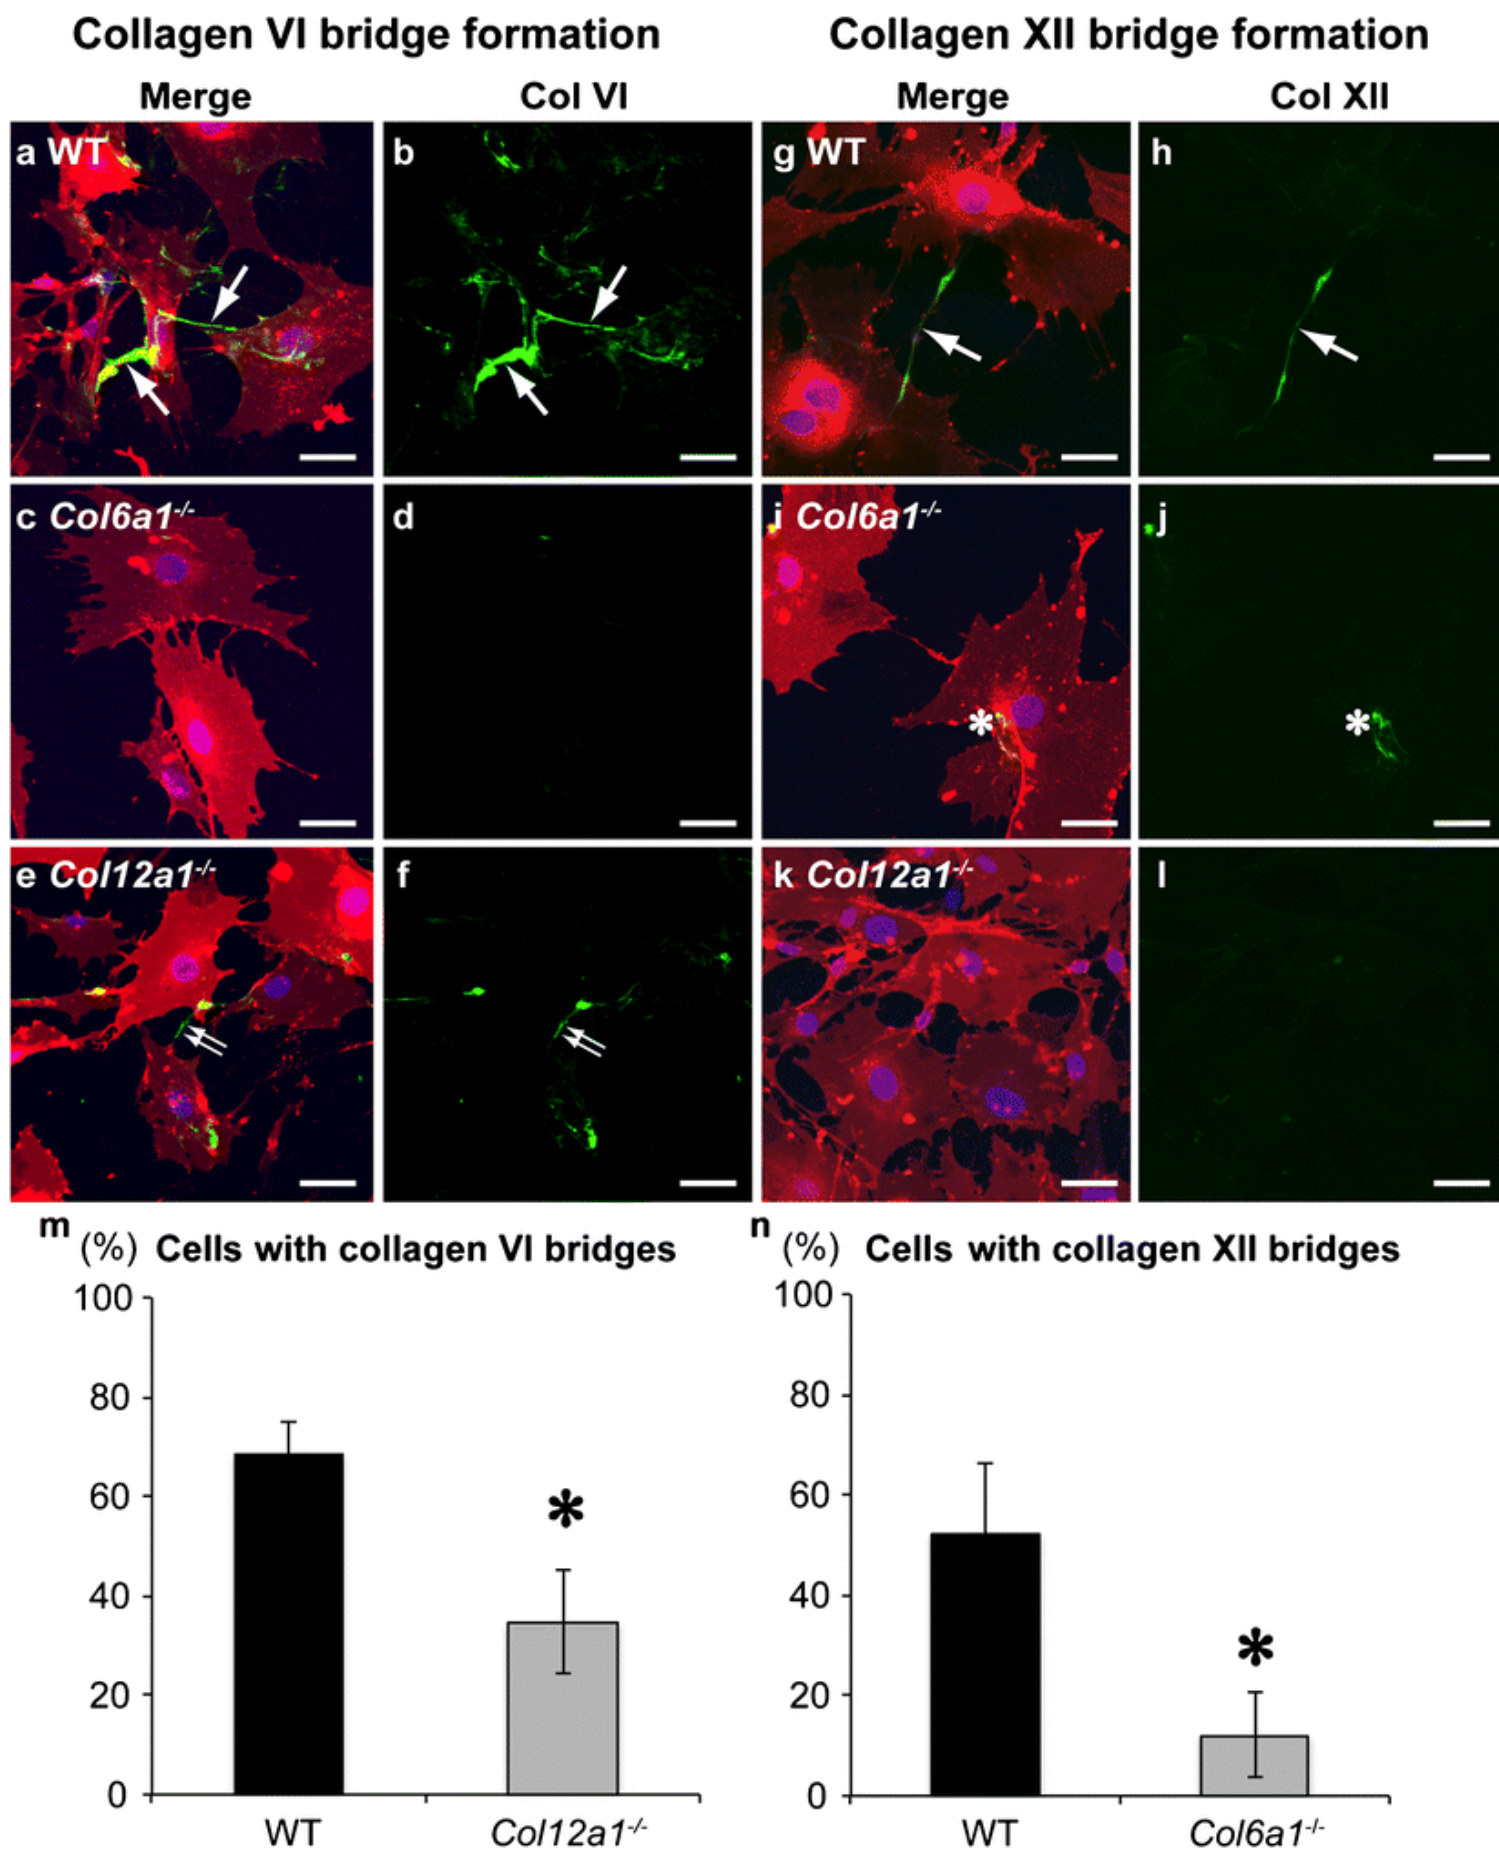 Collagen VI bridge formation
Collagen XII bridge formation
Merge
Col VI
Merge
Col XII
a WT
b
g WT
h
c Col6a1-/-
d
i Col6a1-/-
j
*
*
e Col12a1-/-
f
k Col12a1-/-
l
m
(%) Cells with collagen VI bridges
100
80
60
40
20
0
*
WT
Col12a1-/-
n
(%) Cells with collagen XII bridges
100
80
60
40
20
0
*
WT
Col6a1-/-